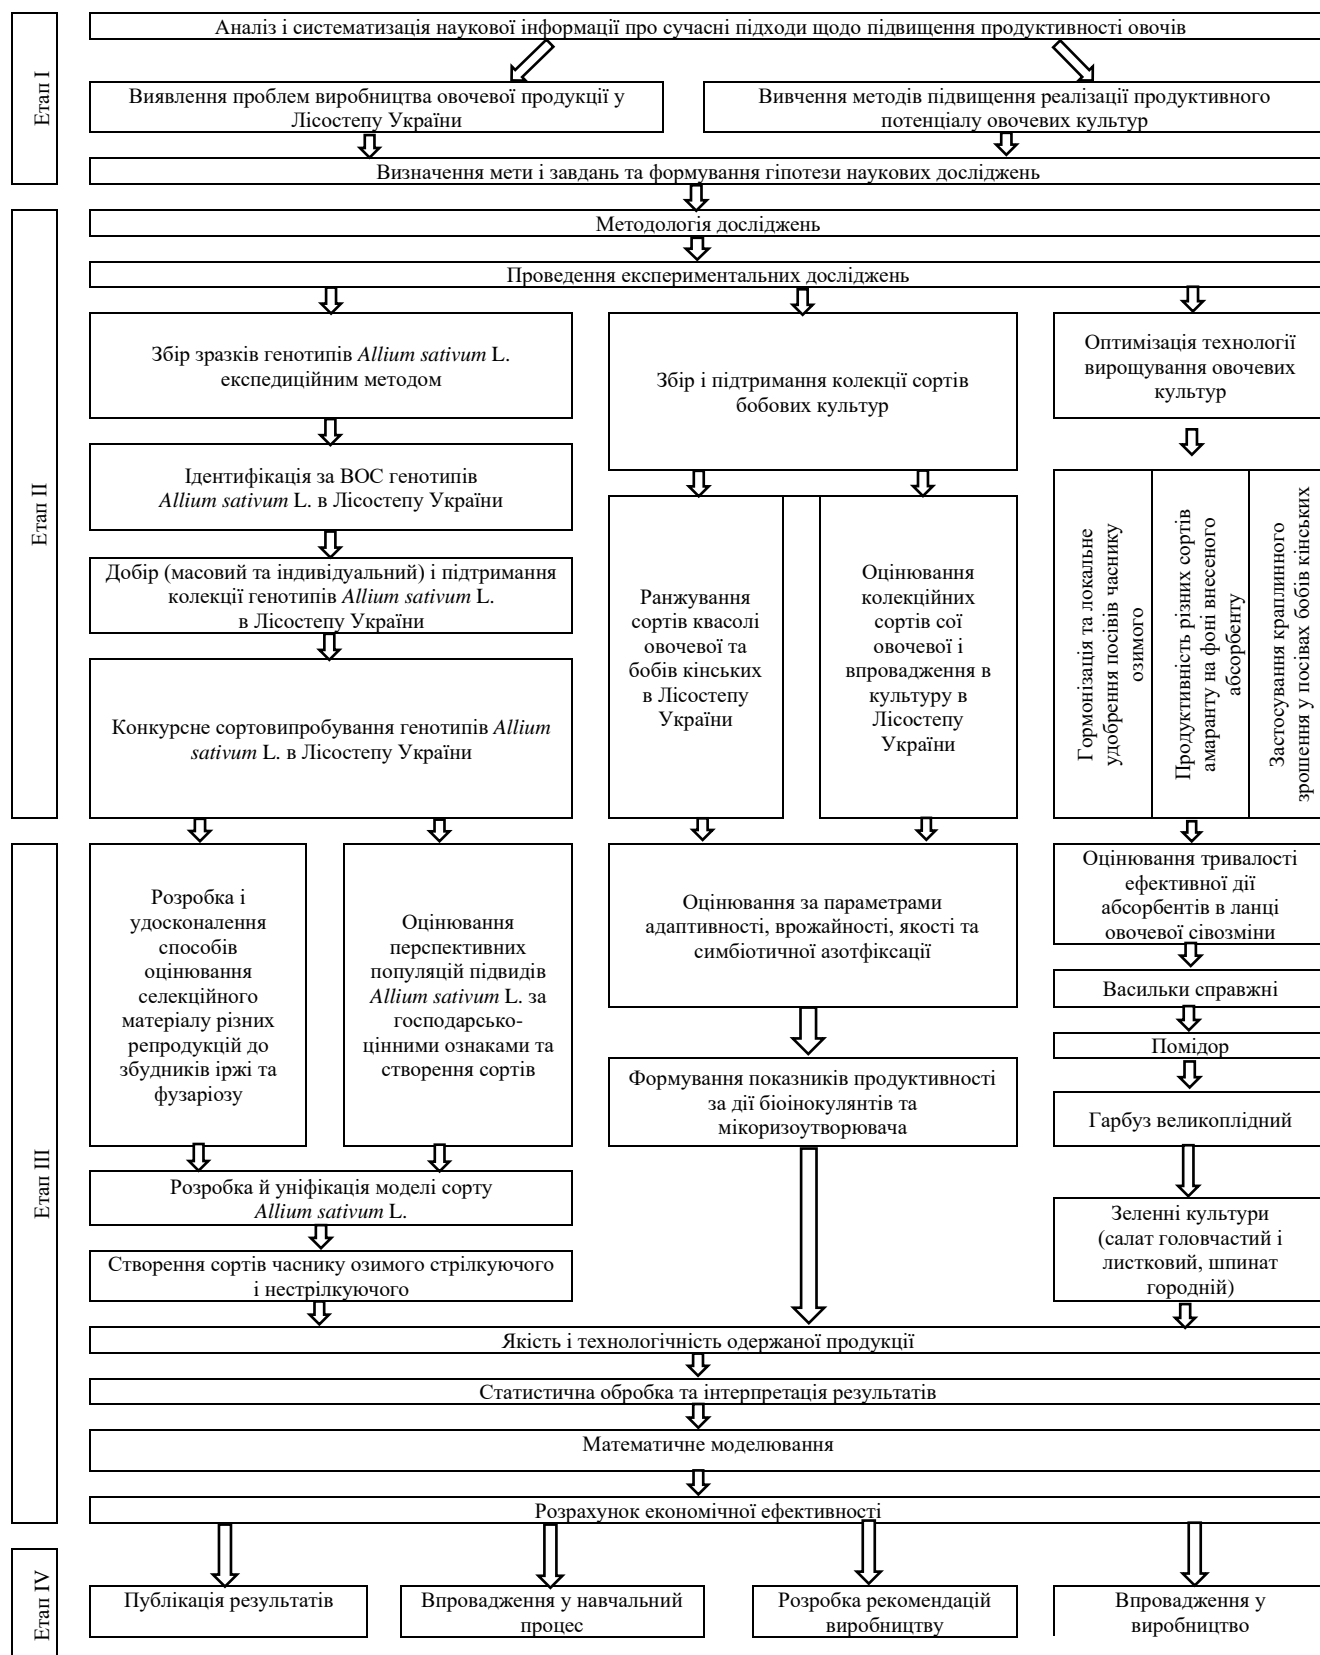 Етап I
Аналіз і систематизація наукової інформації про сучасні підходи щодо підвищення продуктивності овочів
Виявлення проблем виробництва овочевої продукції у
Лісостепу України
Вивчення методів підвищення реалізації продуктивного
потенціалу овочевих культур
Визначення мети і завдань та формування гіпотези наукових досліджень
Етап II
Методологія досліджень
Проведення експериментальних досліджень
Збір зразків генотипів Allium sativum L.
експедиційним методом
Ідентифікація за ВОС генотипів
Allium sativum L. в Лісостепу України
Добір (масовий та індивідуальний) і підтримання
колекції генотипів Allium sativum L.
в Лісостепу України
Конкурсне сортовипробування генотипів Allium
sativum L. в Лісостепу України
Збір і підтримання колекції сортів
бобових культур
Ранжування
сортів квасолі
овочевої та
бобів кінських
в Лісостепу
України
Оцінювання
колекційних
сортів сої
овочевої і
впровадження в
культуру в
Лісостепу
України
Оптимізація технології
вирощування овочевих
культур
Гормонізація та локальне
удобрення посівів часнику
озимого
Продуктивність різних сортів
амаранту на фоні внесеного
абсорбенту
Застосування краплинного
зрошення у посівах бобів кінських
Етап III
Розробка і
удосконалення
способів
оцінювання
селекційного
матеріалу різних
репродукцій до
збудників іржі та
фузаріозу
Оцінювання
перспективних
популяцій підвидів
Allium sativum L. за
господарсько-
цінними ознаками та
створення сортів
Розробка й уніфікація моделі сорту
Allium sativum L.
Створення сортів часнику озимого стрілкуючого
і нестрілкуючого
Оцінювання за параметрами
адаптивності, врожайності, якості та
симбіотичної азотфіксації
Формування показників продуктивності
за дії біоінокулянтів та
мікоризоутворювача
Оцінювання тривалості
ефективної дії
абсорбентів в ланці
овочевої сівозміни
Васильки справжні
Помідор
Гарбуз великоплідний
Зеленні культури
(салат головчастий і
листковий, шпинат
городній)
Якість і технологічність одержаної продукції
Статистична обробка та інтерпретація результатів
Математичне моделювання
Розрахунок економічної ефективності
Етап IV
Публікація результатів
Впровадження у навчальний
процес
Розробка рекомендацій
виробництву
Впровадження у
виробництво